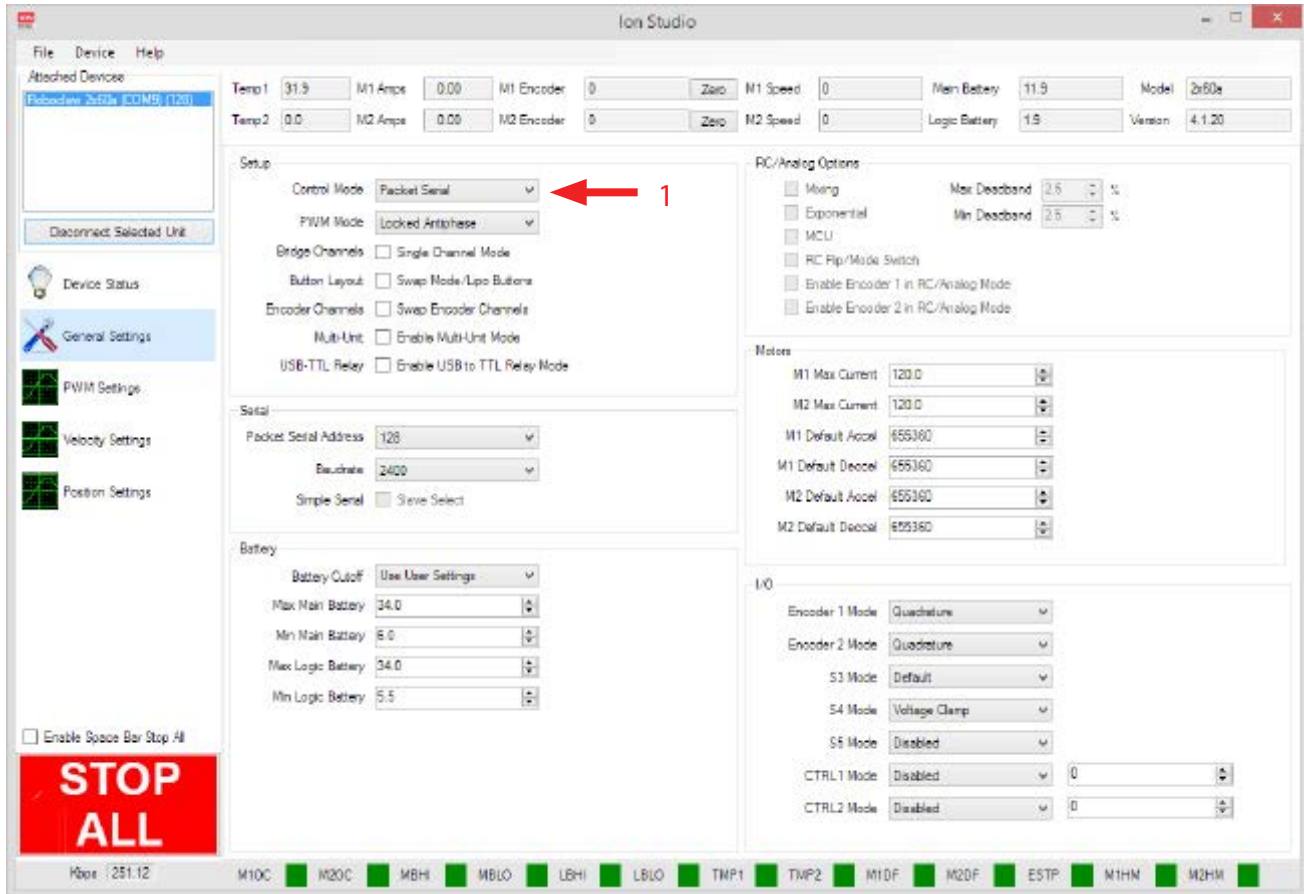 Ion Studio
File Device Help
Attached Devices
Roboclaw 2x60a (COM9) (128)
Disconnect Selected Unit
Device Status
General Settings
PWM Settings
Velocity Settings
Position Settings
Enable Space Bar Stop All
STOP
ALL
Temp1 31.9 M1 Amps 0.00 M1 Encoder 0 Zero M1 Speed 0 Main Battery 11.9 Model 2x60a
Temp2 0.0 M2 Amps 0.00 M2 Encoder 0 Zero M2 Speed 0 Logic Battery 1.9 Version 4.1.20
Setup
Control Mode Packet Serial 1
PWM Mode Locked Antiphase
Bridge Channels Single Channel Mode
Button Layout Swap Mode/Lipo Buttons
Encoder Channels Swap Encoder Channels
Multi-Unit Enable Multi-Unit Mode
USB-TTL Relay Enable USB to TTL Relay Mode
Serial
Packet Serial Address 128
Baudrate 2400
Simple Serial Slave Select
Battery
Battery Cutoff Use User Settings
Max Main Battery 34.0
Min Main Battery 6.0
Max Logic Battery 34.0
Min Logic Battery 5.5
RC/Analog Options
Mixing Max Deadband 2.5 %
Exponential Min Deadband 2.5 %
MCU
RC Flip/Mode Switch
Enable Encoder 1 in RC/Analog Mode
Enable Encoder 2 in RC/Analog Mode
Motors
M1 Max Current 120.0
M2 Max Current 120.0
M1 Default Accel 655360
M1 Default Deccel 655360
M2 Default Accel 655360
M2 Default Deccel 655360
I/O
Encoder 1 Mode Quadrature
Encoder 2 Mode Quadrature
S3 Mode Default
S4 Mode Voltage Clamp
S5 Mode Disabled
CTRL1 Mode Disabled 0
CTRL2 Mode Disabled 0
Kbps 251.12 M1OC M2OC MBHI MBLO LBHI LBLO TMP1 TMP2 M1DF M2DF ESTP M1HM M2HM